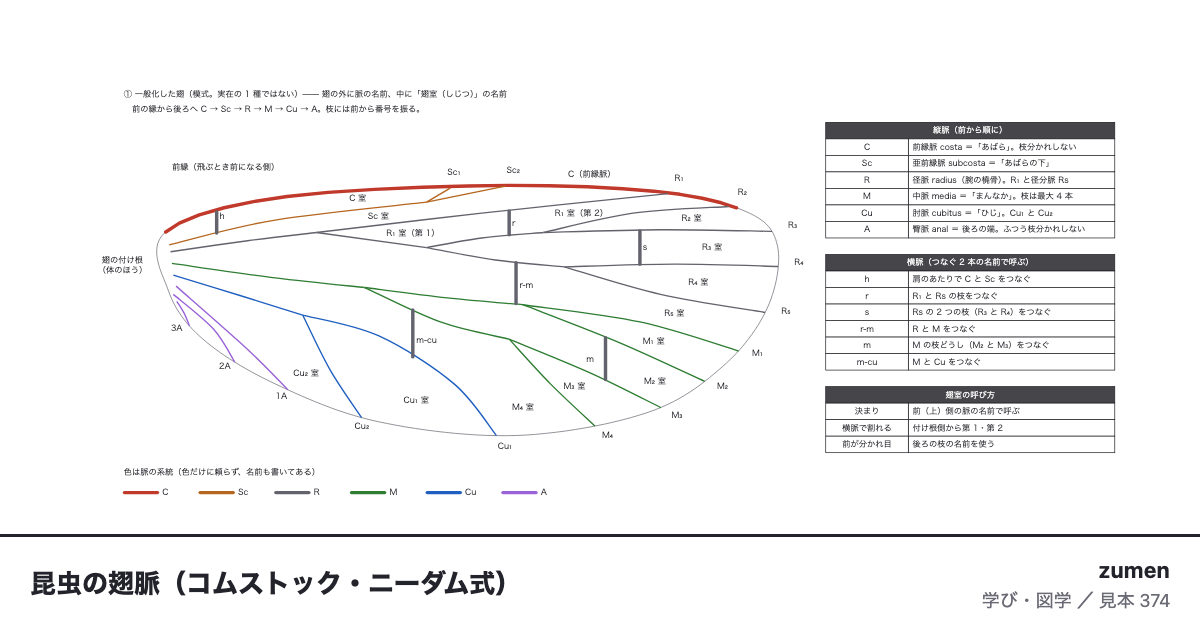 ① 一般化した翅（模式。実在の 1 種ではない）—— 翅の外に脈の名前、中に「翅室（しじつ）」の名前
前の縁から後ろへ C → Sc → R → M → Cu → A。枝には前から番号を振る。
前縁（飛ぶとき前になる側）
Sc₁
Sc₂
C（前縁脈）
R₁
R₂
R₃
R₄
R₅
M₁
M₂
M₃
M₄
Cu₁
Cu₂
1A
2A
3A
翅の付け根
（体のほう）
C 室
Sc 室
R₁ 室（第 1）
R₁ 室（第 2）
R₂ 室
R₃ 室
R₄ 室
R₅ 室
M₁ 室
M₂ 室
M₃ 室
M₄ 室
Cu₁ 室
Cu₂ 室
h
r
s
r-m
m
m-cu
色は脈の系統（色だけに頼らず、名前も書いてある）
C Sc R M Cu A
縦脈（前から順に）
C 前縁脈 costa ＝「あばら」。枝分かれしない
Sc 亜前縁脈 subcosta ＝「あばらの下」
R 径脈 radius（腕の橈骨）。R₁ と径分脈 Rs
M 中脈 media ＝「まんなか」。枝は最大 4 本
Cu 肘脈 cubitus ＝「ひじ」。Cu₁ と Cu₂
A 臀脈 anal ＝ 後ろの端。ふつう枝分かれしない
横脈（つなぐ 2 本の名前で呼ぶ）
h 肩のあたりで C と Sc をつなぐ
r R₁ と Rs の枝をつなぐ
s Rs の 2 つの枝（R₃ と R₄）をつなぐ
r-m R と M をつなぐ
m M の枝どうし（M₂ と M₃）をつなぐ
m-cu M と Cu をつなぐ
翅室の呼び方
決まり 前（上）側の脈の名前で呼ぶ
横脈で割れる 付け根側から第 1・第 2
前が分かれ目 後ろの枝の名前を使う
昆虫の翅脈（コムストック・ニーダム式）
zumen
学び・図学 ／ 見本 374